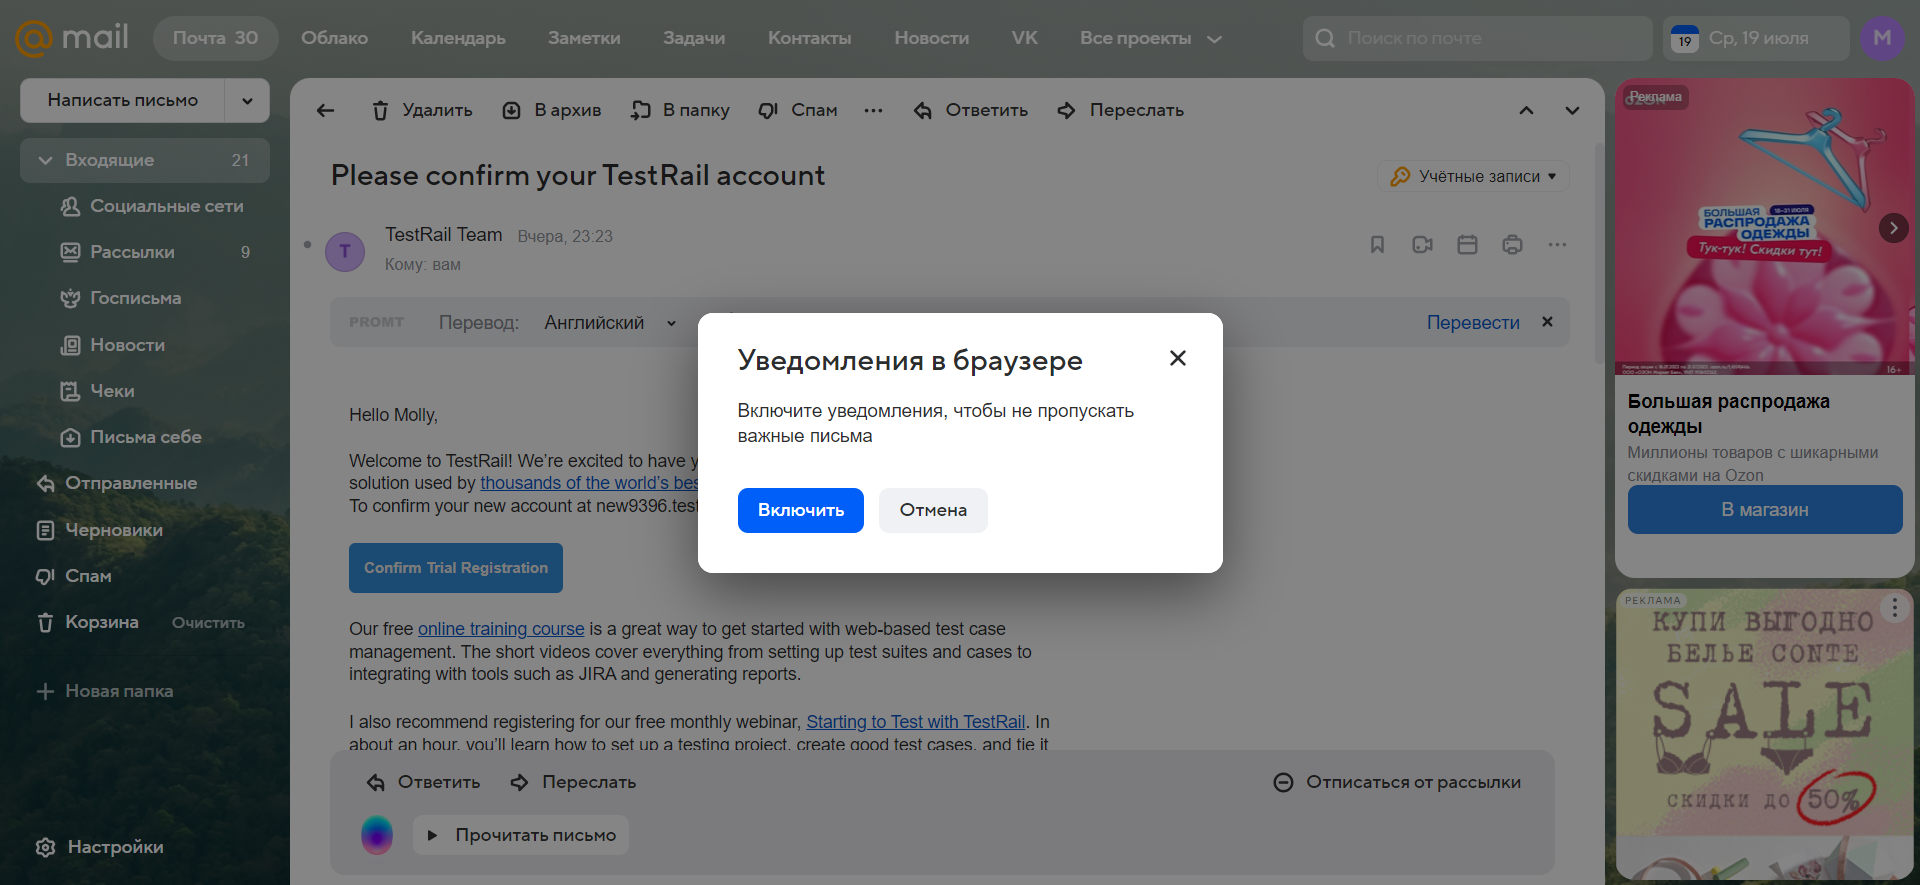 mail
Почта 30
Облако
Календарь
Заметки
Задачи
Контакты
Новости
VK
Все проекты
Поиск по почте
19
Ср, 19 июля
M
Написать письмо
Входящие 21
Социальные сети
Рассылки 9
Госписьма
Новости
Чеки
Письма себе
Отправленные
Черновики
Спам
Корзина Очистить
Новая папка
Настройки
Удалить
В архив
В папку
Спам
Ответить
Переслать
Please confirm your TestRail account
Учётные записи
T
TestRail Team Вчера, 23:23
Кому: вам
PROMT Перевод: Английский
Перевести
Уведомления в браузере
Включите уведомления, чтобы не пропускать
важные письма
Включить
Отмена
Hello Molly,
Welcome to TestRail! We're excited to have y
solution used by thousands of the world's bes
To confirm your new account at new9396.test
Confirm Trial Registration
Our free online training course is a great way to get started with web-based test case
management. The short videos cover everything from setting up test suites and cases to
integrating with tools such as JIRA and generating reports.
I also recommend registering for our free monthly webinar, Starting to Test with TestRail. In
about an hour, you'll learn how to set up a testing project, create good test cases, and tie it
Ответить
Переслать
Отписаться от рассылки
Прочитать письмо
Реклама
OZON
БОЛЬШАЯ 18–31 ИЮЛЯ
РАСПРОДАЖА
ОДЕЖДЫ
Тук-тук! Скидки тут!
16+
Большая распродажа
одежды
Миллионы товаров с шикарными
скидками на Ozon
В магазин
РЕКЛАМА
КУПИ ВЫГОДНО
БЕЛЬЕ CONTE
SALE
СКИДКИ ДО 50%